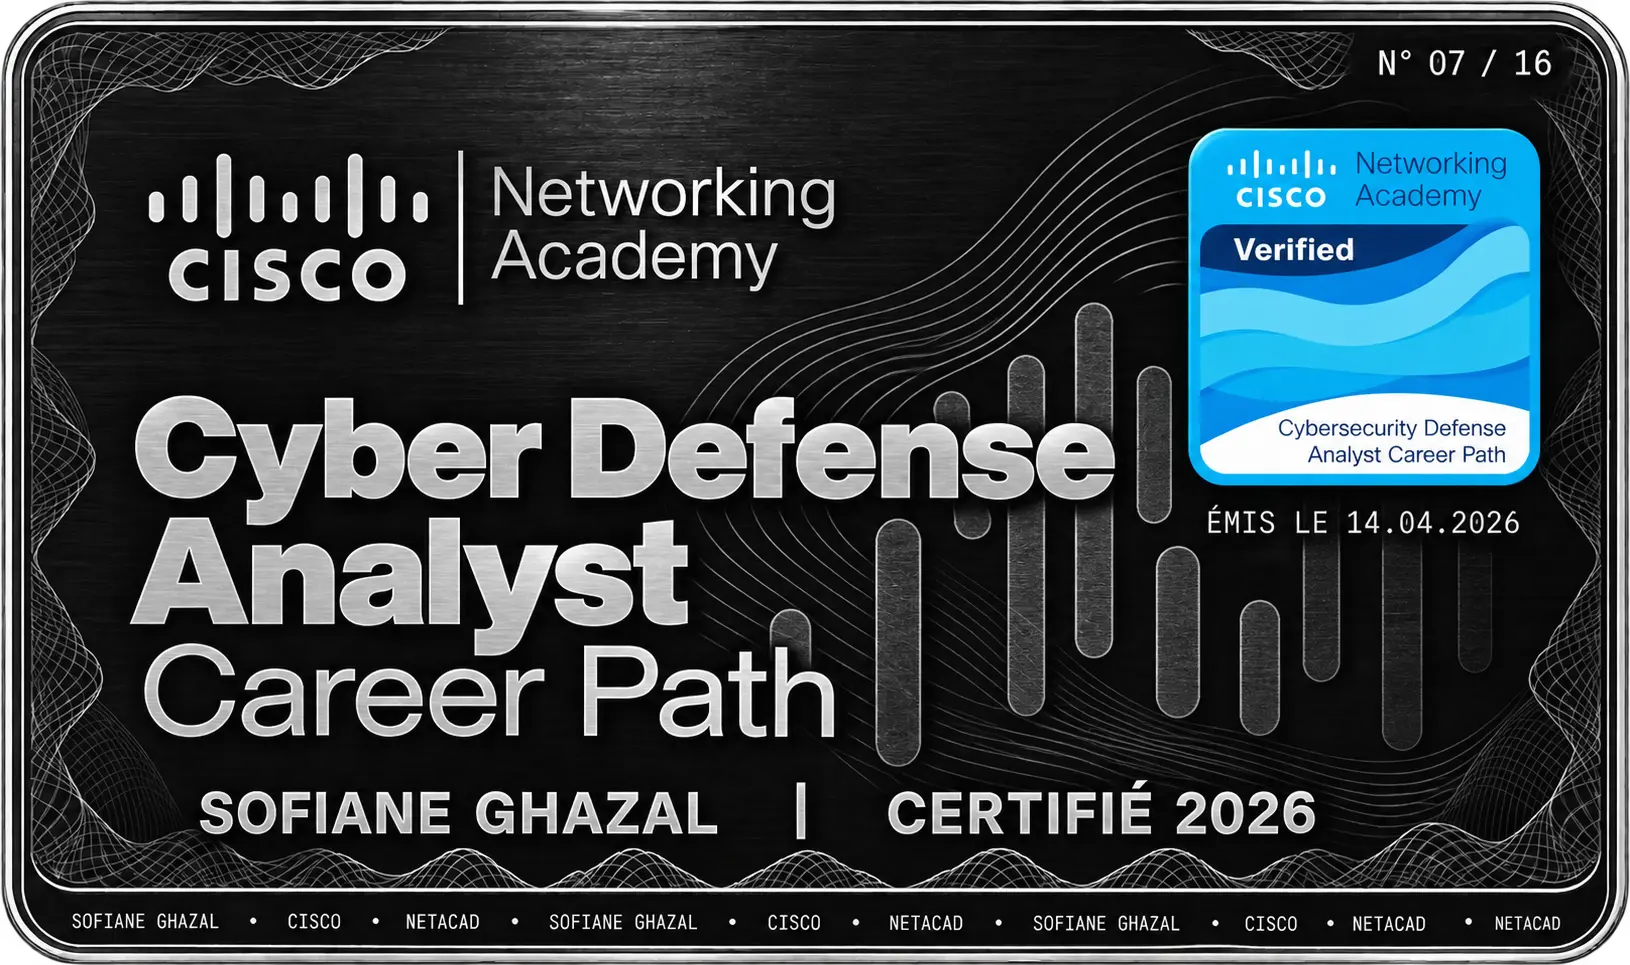 N° 07 / 16
CISCO
Networking
Academy
CISCO
Networking
Academy
Verified
Cybersecurity Defense
Analyst Career Path
ÉMIS LE 14.04.2026
Cyber Defense
Analyst
Career Path
SOFIANE GHAZAL | CERTIFIÉ 2026
SOFIANE GHAZAL • CISCO • NETACAD • SOFIANE GHAZAL • CISCO • NETACAD • SOFIANE GHAZAL • CISCO • NETACAD • NETACAD